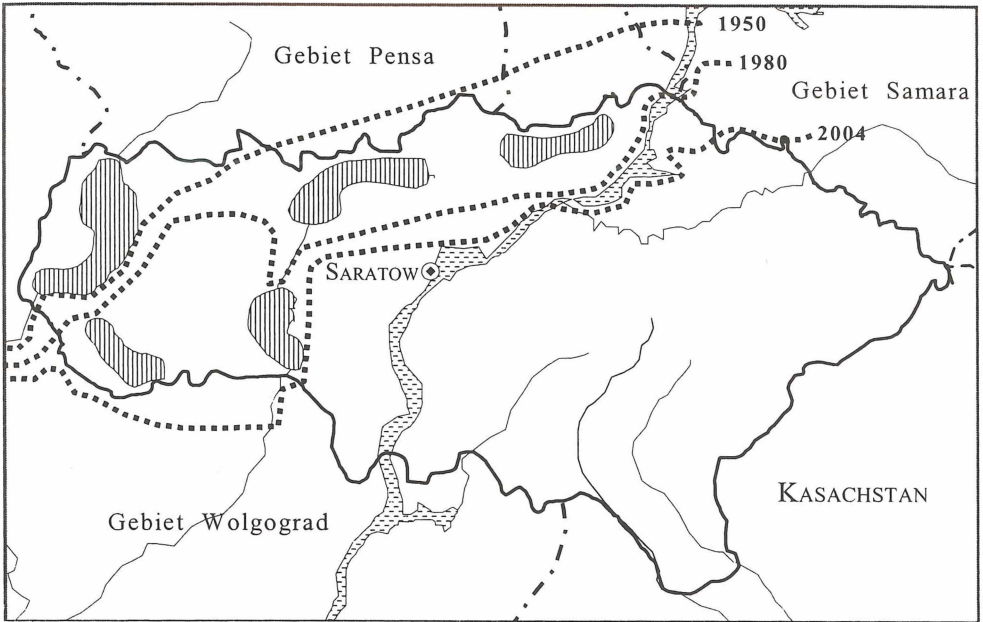 1950
Gebiet Pensa
1980
Gebiet Samara
2004
SARATOW
KASACHSTAN
Gebiet Wolgograd